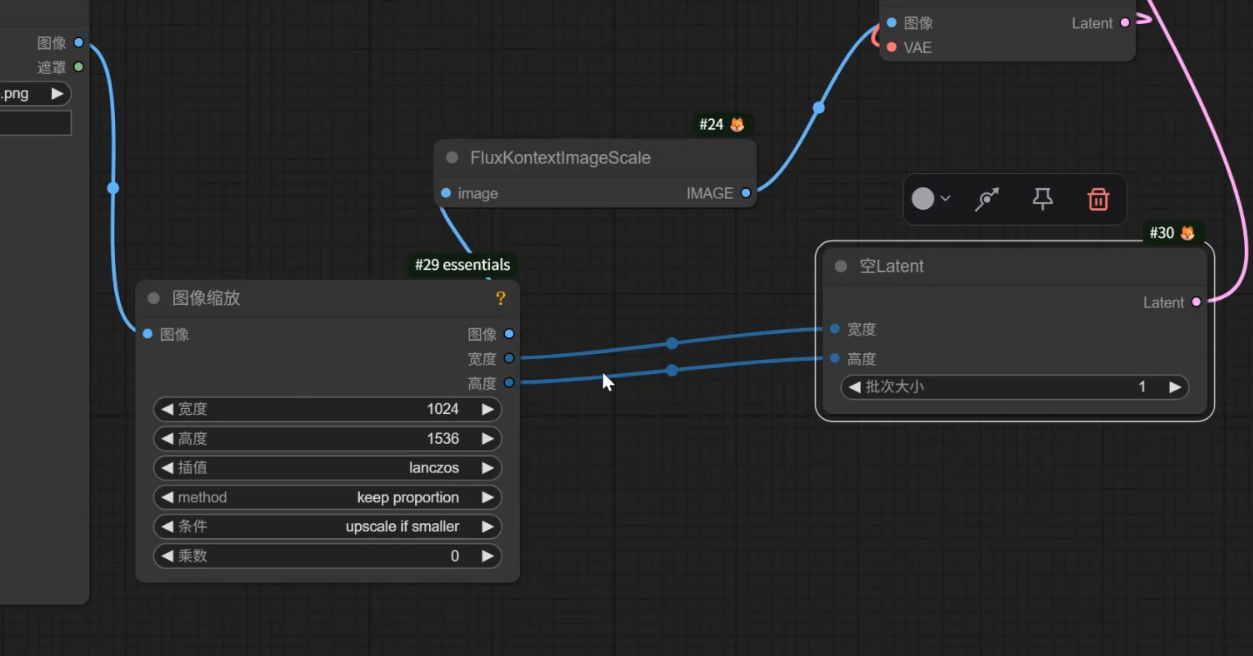 图像
遮罩
.png
图像
Latent
VAE
#24
FluxKontextImageScale
image
IMAGE
#30
空Latent
Latent
宽度
高度
批次大小
1
#29 essentials
图像缩放
?
图像
图像
宽度
高度
宽度
1024
高度
1536
插值
lanczos
method
keep proportion
条件
upscale if smaller
乘数
0